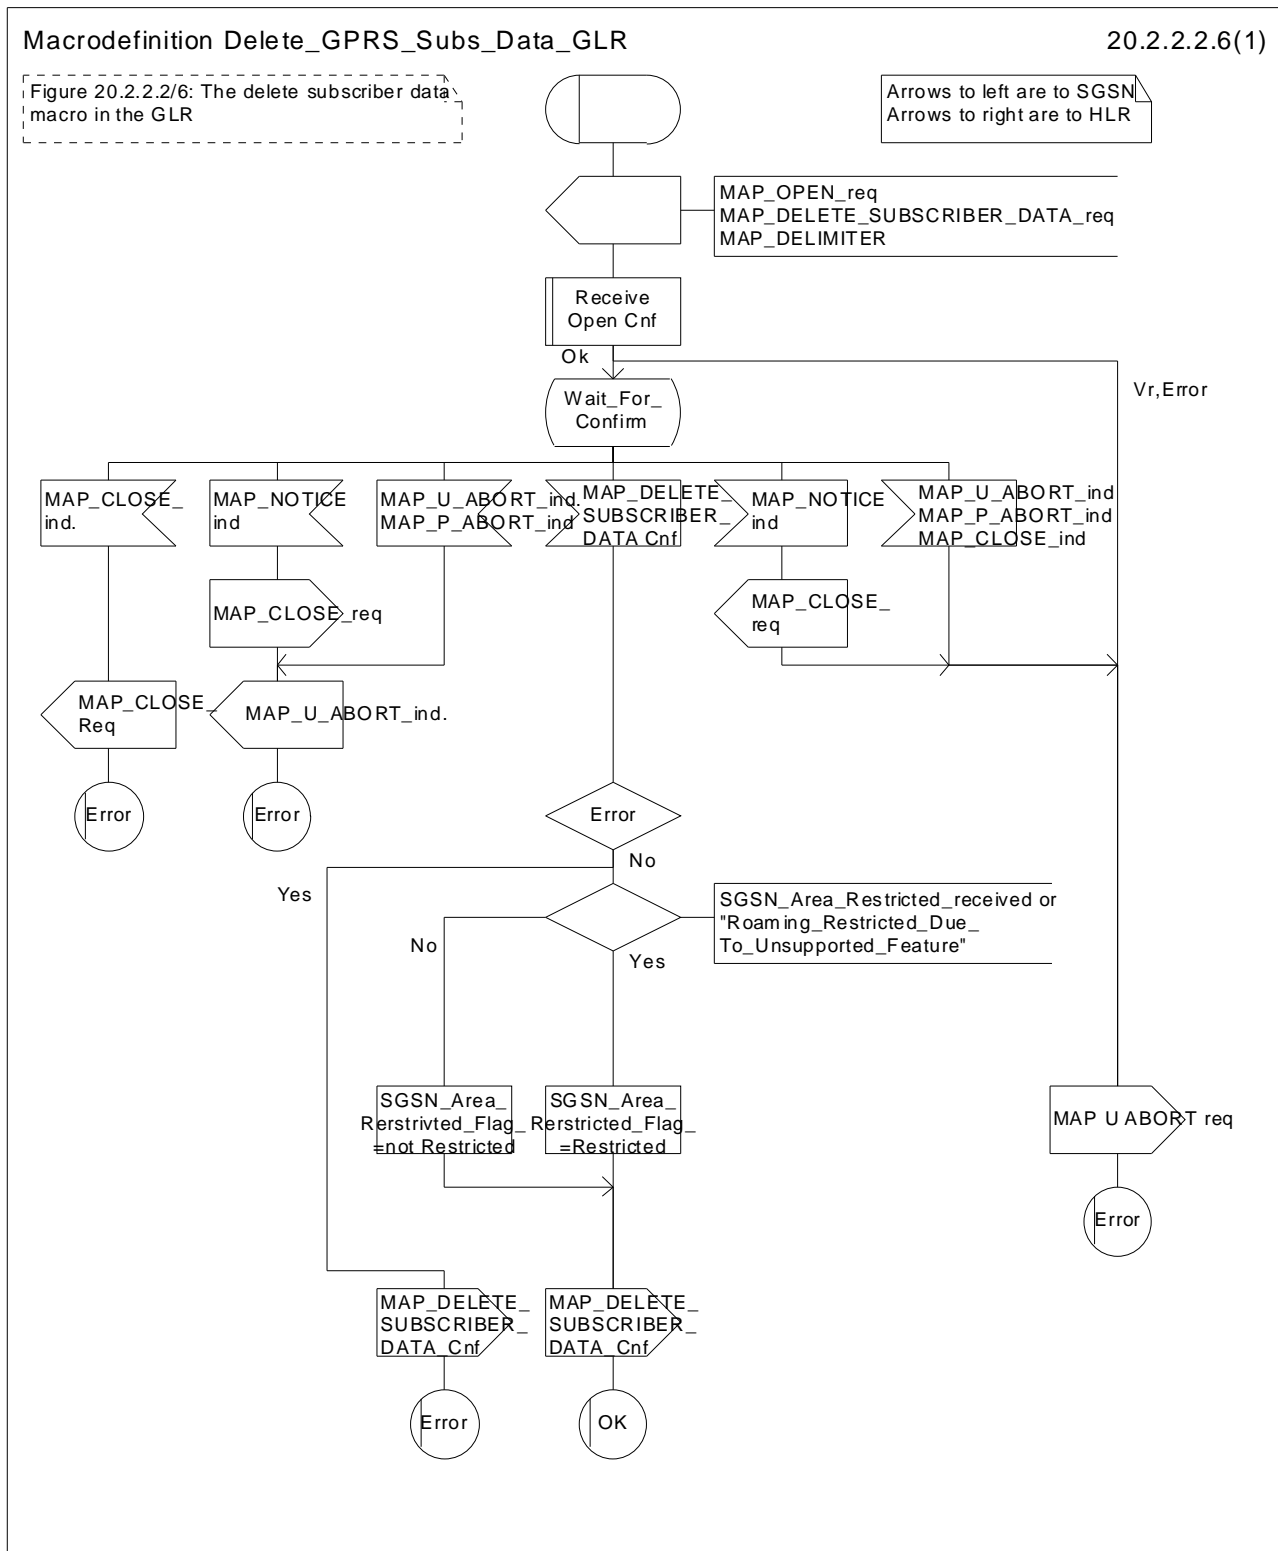 Macrodefinition Delete_GPRS_Subs_Data_GLR
20.2.2.2.6(1)
Figure 20.2.2.2/6: The delete subscriber data
macro in the GLR
Arrows to left are to SGSN
Arrows to right are to HLR
MAP_OPEN_req
MAP_DELETE_SUBSCRIBER_DATA_req
MAP_DELIMITER
Receive
Open Cnf
Ok
Vr,Error
Wait_For_
Confirm
MAP_CLOSE_
ind.
MAP_NOTICE
ind
MAP_U_ABORT_ind.
MAP_P_ABORT_ind
MAP_DELETE_
SUBSCRIBER_
DATA Cnf
MAP_NOTICE
ind
MAP_U_ABORT_ind
MAP_P_ABORT_ind
MAP_CLOSE_ind
MAP_CLOSE_req
MAP_CLOSE_
req
MAP_CLOSE_
Req
MAP_U_ABORT_ind.
Error
Error
Error
No
Yes
SGSN_Area_Restricted_received or
"Roaming_Restricted_Due_
To_Unsupported_Feature"
No
Yes
SGSN_Area_
Rerstrivted_Flag_
=not Restricted
SGSN_Area_
Rerstricted_Flag_
=Restricted
MAP U ABORT req
Error
MAP_DELETE_
SUBSCRIBER_
DATA_Cnf
MAP_DELETE_
SUBSCRIBER_
DATA_Cnf
Error
OK